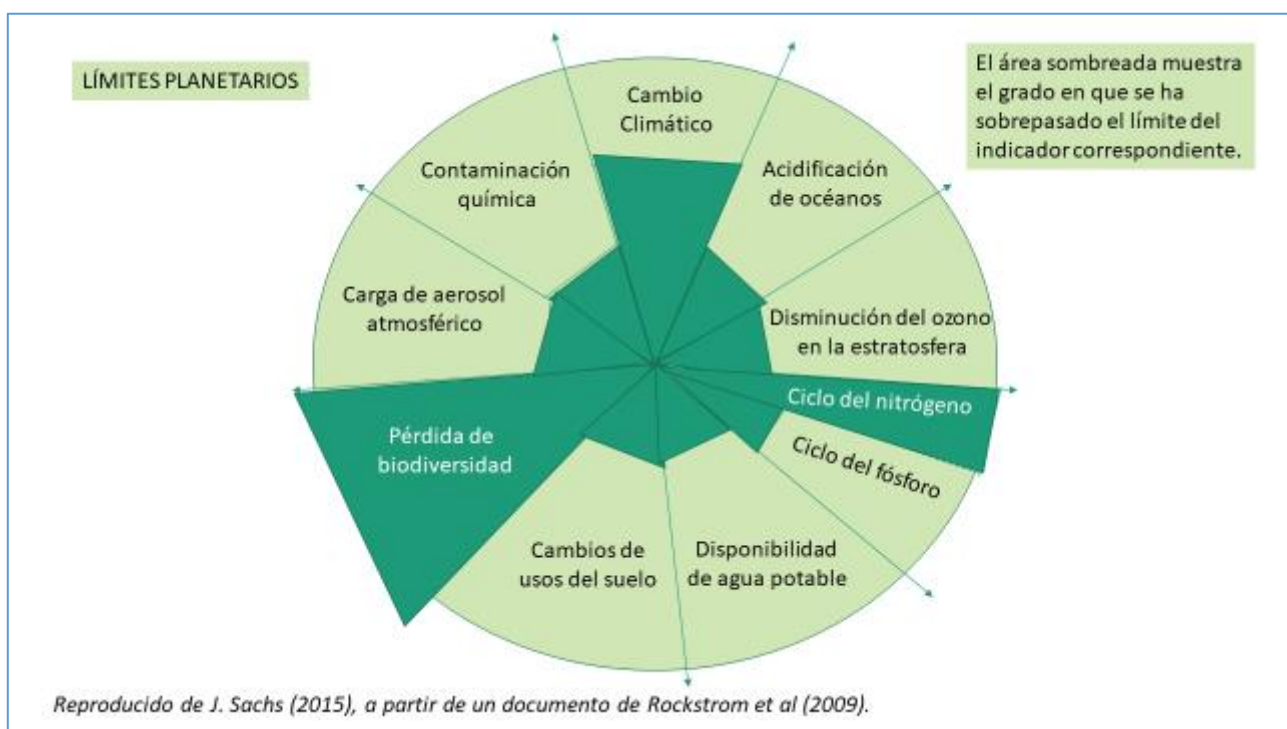 LÍMITES PLANETARIOS
El área sombreada muestra
el grado en que se ha
sobrepasado el límite del
indicador correspondiente.
Cambio
Climático
Contaminación
química
Acidificación
de océanos
Carga de aerosol
atmosférico
Disminución del ozono
en la estratosfera
Ciclo del nitrógeno
Pérdida de
biodiversidad
Ciclo del fósforo
Cambios de
usos del suelo
Disponibilidad
de agua potable
Reproducido de J. Sachs (2015), a partir de un documento de Rockstrom et al (2009).